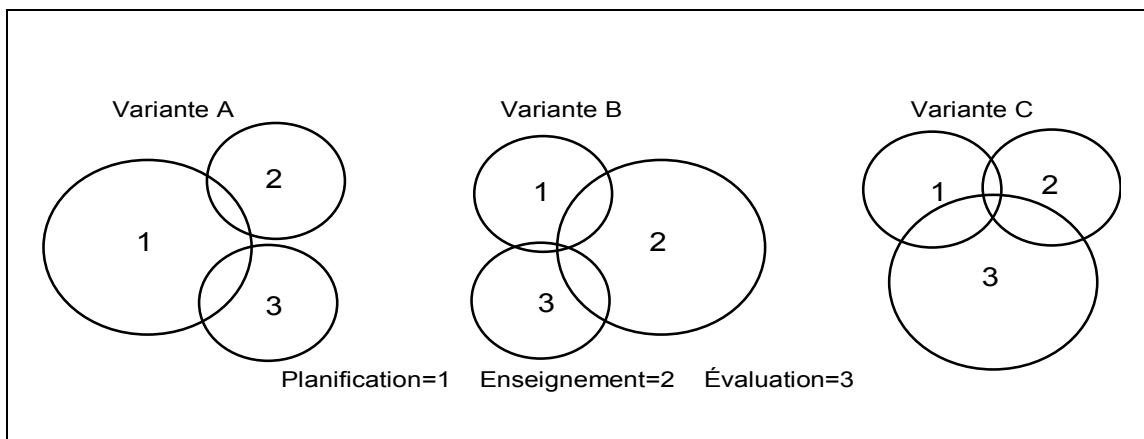 Variante A
Variante B
Variante C
1
2
3
1
2
3
1
2
3
Planification=1 Enseignement=2 Évaluation=3